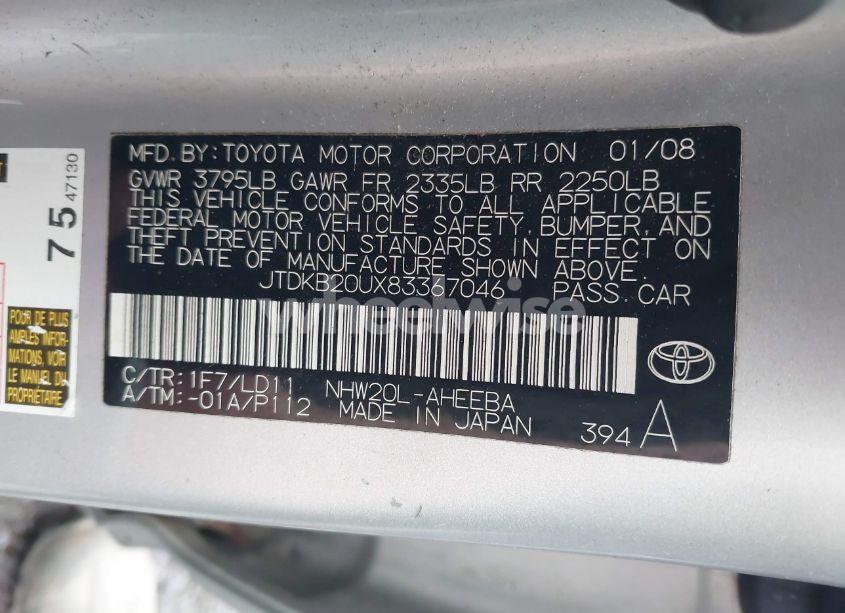 MFD. BY: TOYOTA MOTOR CORPORATION 01/08
GVWR 3795LB GAWR FR 2335LB RR 2250LB
THIS VEHICLE CONFORMS TO ALL APPLICABLE
FEDERAL MOTOR VEHICLE SAFETY, BUMPER, AND
THEFT PREVENTION STANDARDS IN EFFECT ON
THE DATE OF MANUFACTURE SHOWN ABOVE.
JTDKB20UX83367046 PASS. CAR
wheelwise
C/TR: 1F7/LD11 NHW20L-AHEEBA
A/TM: -01A/P112 MADE IN JAPAN
394 A
75 47130
POUR DE PLUS
AMPLES INFOR-
MATIONS, VOIR
LE MANUEL DU
PROPRIÉTAIRE